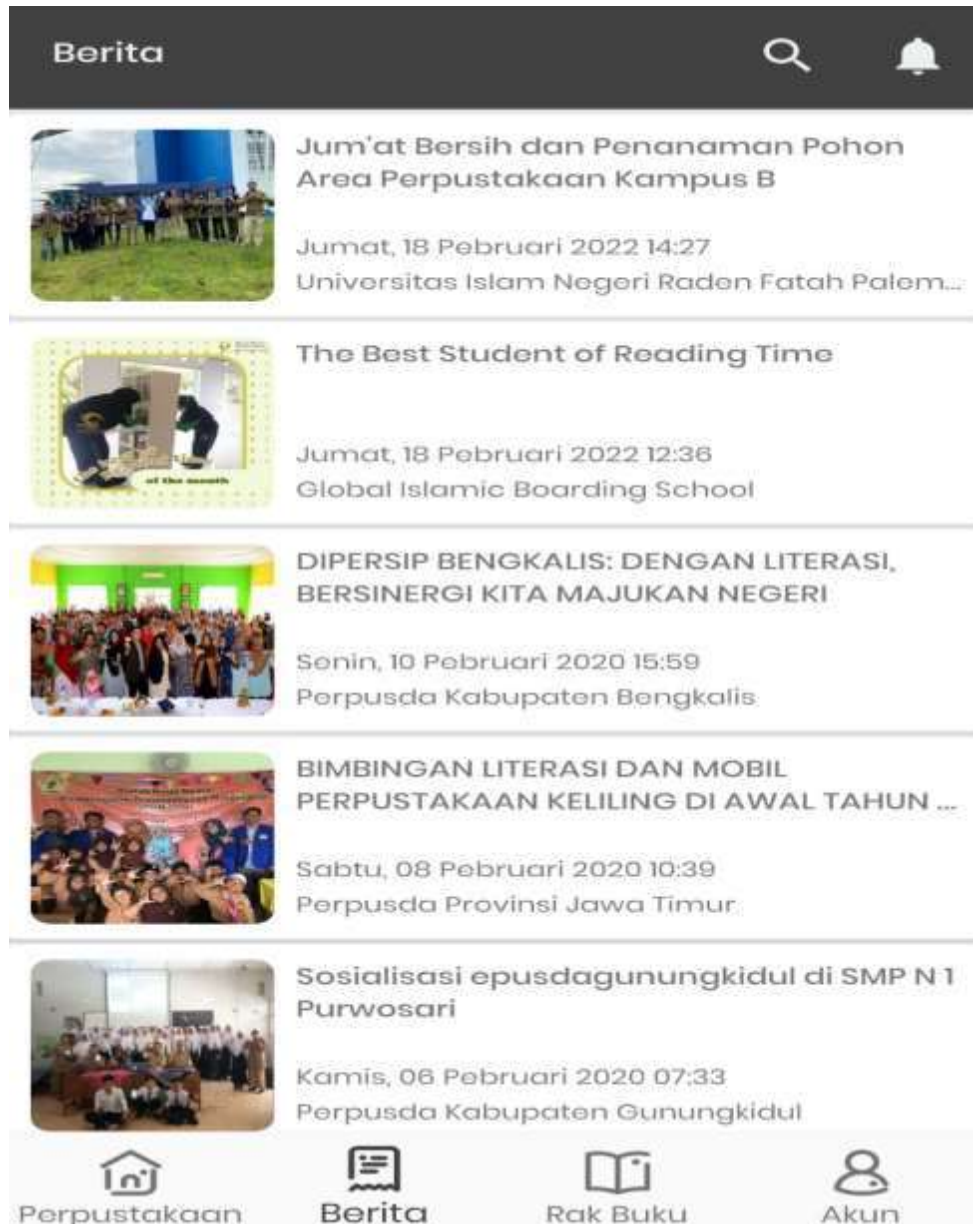 Berita
Jum'at Bersih dan Penanaman Pohon
Area Perpustakaan Kampus B
Jumat, 18 Pebruari 2022 14:27
Universitas Islam Negeri Raden Fatah Palem...
The Best Student of Reading Time
of the month
Jumat, 18 Pebruari 2022 12:36
Global Islamic Boarding School
DIPERSIP BENGKALIS: DENGAN LITERASI,
BERSINERGI KITA MAJUKAN NEGERI
Senin, 10 Pebruari 2020 15:59
Perpusda Kabupaten Bengkalis
BIMBINGAN LITERASI DAN MOBIL
PERPUSTAKAAN KELILING DI AWAL TAHUN ...
Sabtu, 08 Pebruari 2020 10:39
Perpusda Provinsi Jawa Timur
Sosialisasi epusdagunungkidul di SMP N 1
Purwosari
Kamis, 06 Pebruari 2020 07:33
Perpusda Kabupaten Gunungkidul
Perpustakaan
Berita
Rak Buku
Akun